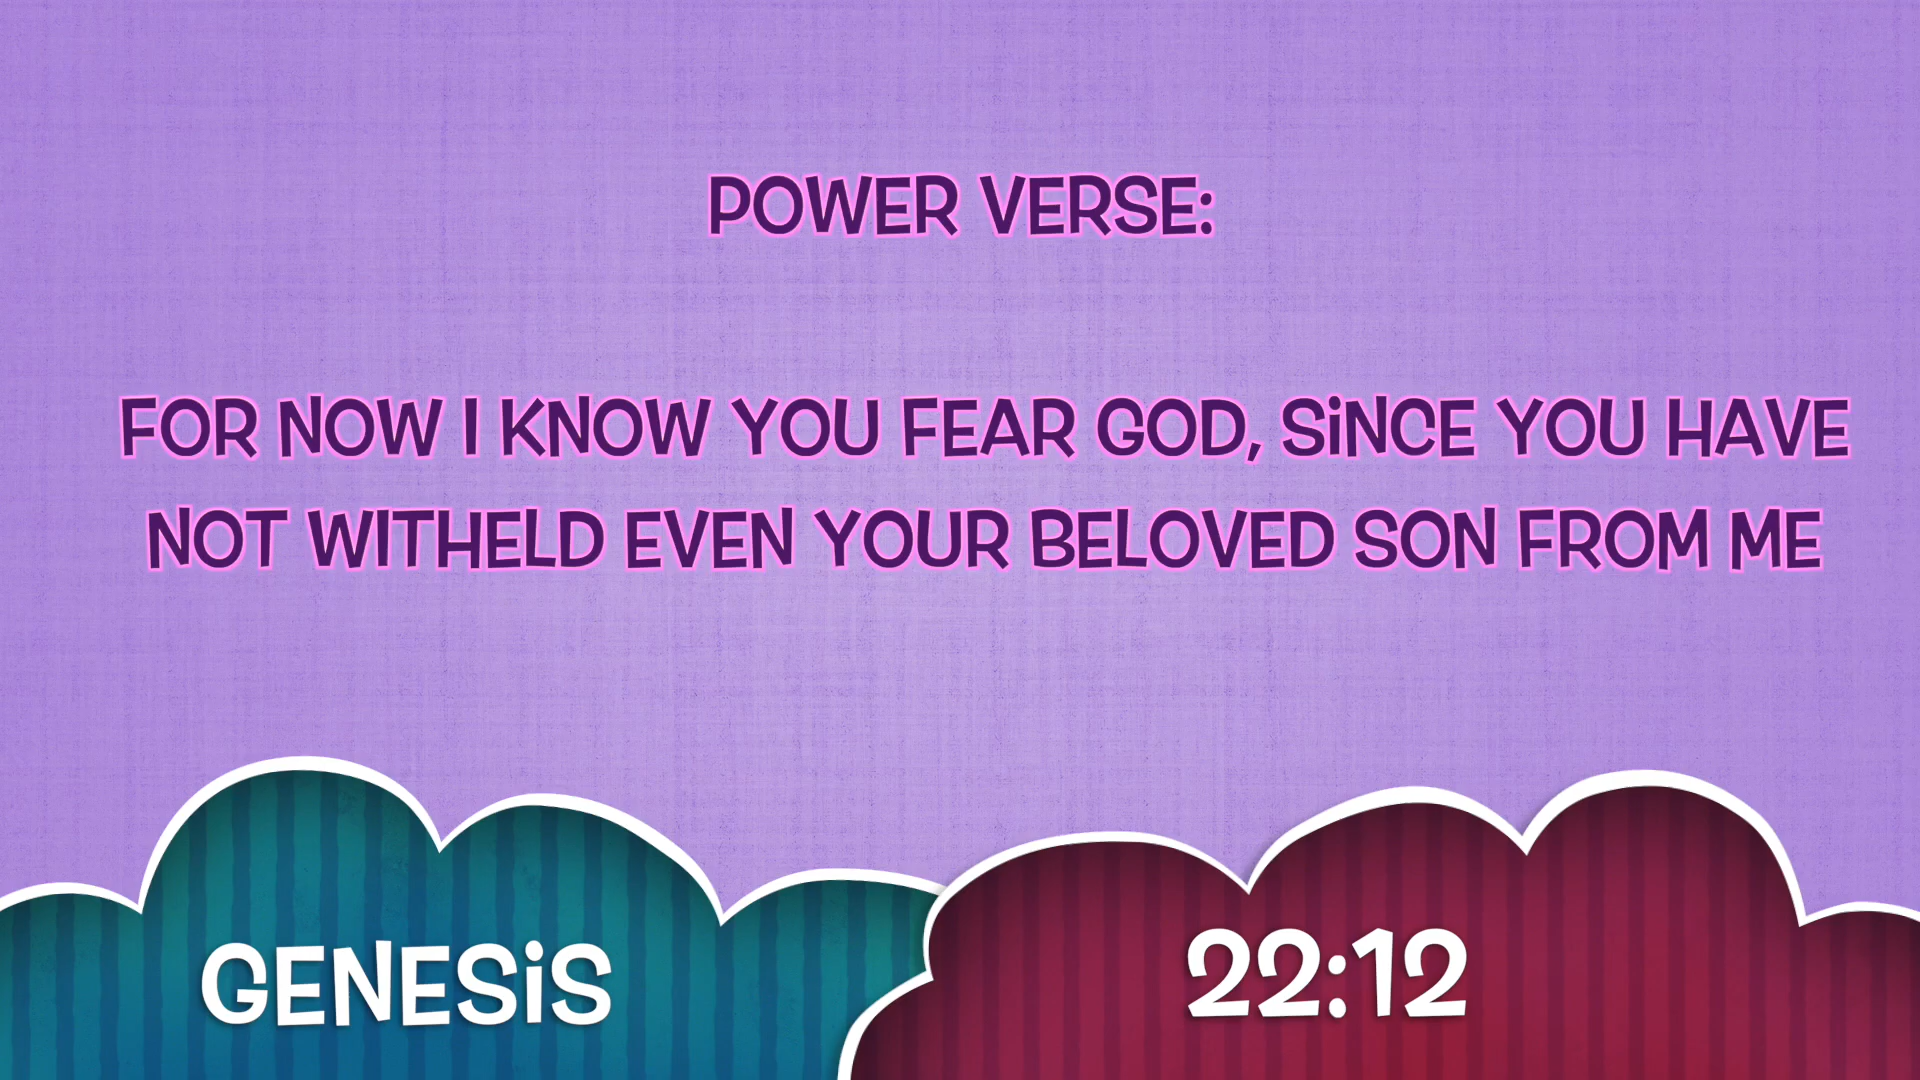 POWER VERSE:
FOR NOW I KNOW YOU FEAR GOD, SiNCE YOU HAVE
NOT WITHELD EVEN YOUR BELOVED SON FROM ME
GENESiS
22:12